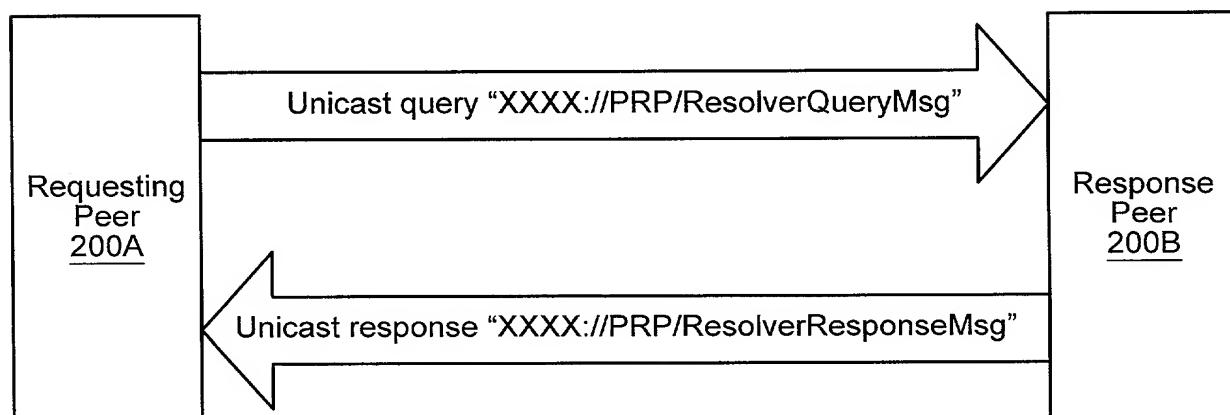 Unicast query “XXXX://PRP/ResolverQueryMsg”
Requesting
Peer
200A
Response
Peer
200B
Unicast response “XXXX://PRP/ResolverResponseMsg”